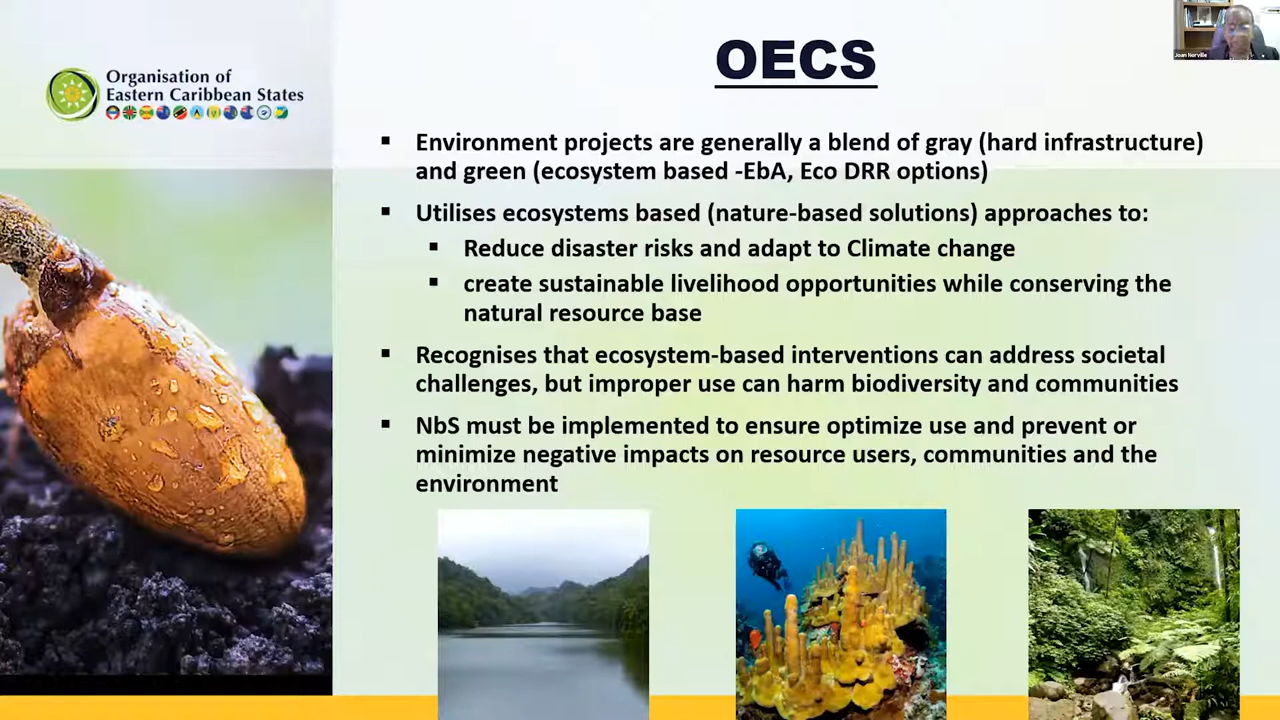 Organisation of
Eastern Caribbean States
OECS
Joan Norville
▪ Environment projects are generally a blend of gray (hard infrastructure)
and green (ecosystem based -EbA, Eco DRR options)
▪ Utilises ecosystems based (nature-based solutions) approaches to:
▪ Reduce disaster risks and adapt to Climate change
▪ create sustainable livelihood opportunities while conserving the
natural resource base
▪ Recognises that ecosystem-based interventions can address societal
challenges, but improper use can harm biodiversity and communities
▪ NbS must be implemented to ensure optimize use and prevent or
minimize negative impacts on resource users, communities and the
environment